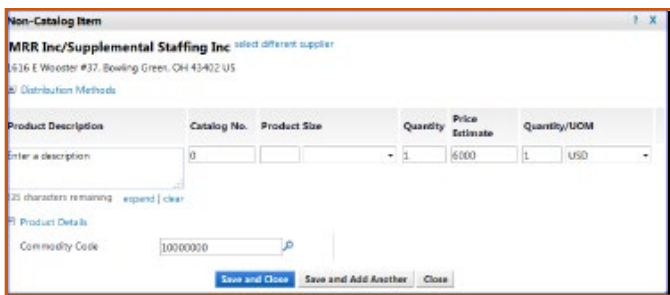 Non-Catalog Item ? X
MRR Inc/Supplemental Staffing Inc select different supplier
1616 E Wooster #37, Bowling Green, OH 43402 US
Distribution Methods
Product Description Catalog No. Product Size Quantity Price Estimate Quantity/UOM
Enter a description 0 1 6000 1 USD
235 characters remaining expand | clear
Product Details
Commodity Code 10000000
Save and Close Save and Add Another Close